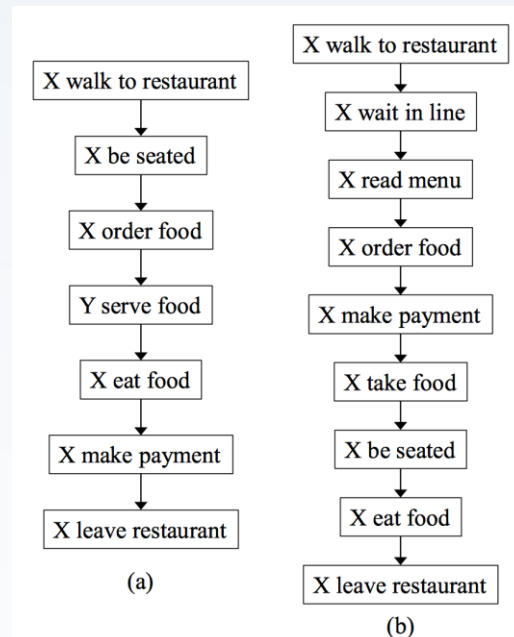 X walk to restaurant
X be seated
X order food
Y serve food
X eat food
X make payment
X leave restaurant
(a)
X walk to restaurant
X wait in line
X read menu
X order food
X make payment
X take food
X be seated
X eat food
X leave restaurant
(b)